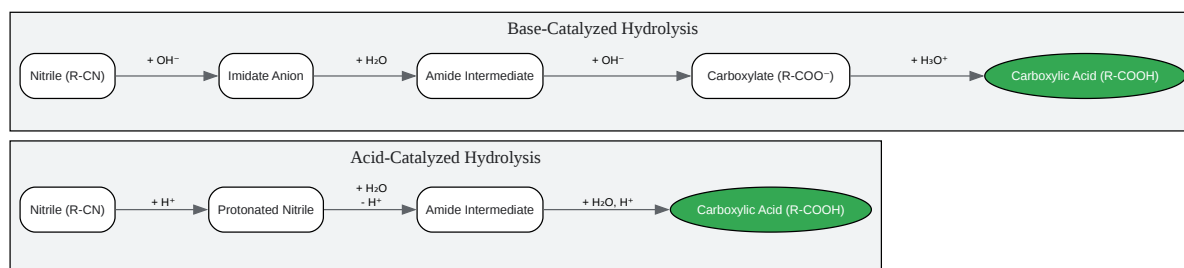 Base-Catalyzed Hydrolysis
Nitrile (R-CN)
+ OH⁻
Imidate Anion
+ H₂O
Amide Intermediate
+ OH⁻
Carboxylate (R-COO⁻)
+ H₃O⁺
Carboxylic Acid (R-COOH)
Acid-Catalyzed Hydrolysis
Nitrile (R-CN)
+ H⁺
Protonated Nitrile
+ H₂O
- H⁺
Amide Intermediate
+ H₂O, H⁺
Carboxylic Acid (R-COOH)